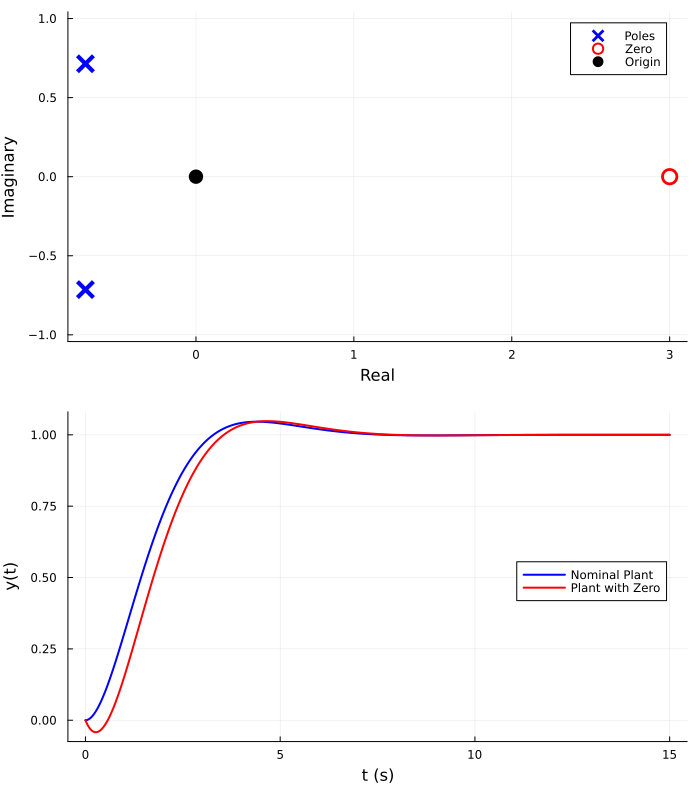 1.0
0.5
0.0
−0.5
−1.0
Imaginary
Poles
Zero
Origin
0
1
2
3
Real
1.00
0.75
0.50
0.25
0.00
y(t)
Nominal Plant
Plant with Zero
0
5
10
15
t (s)